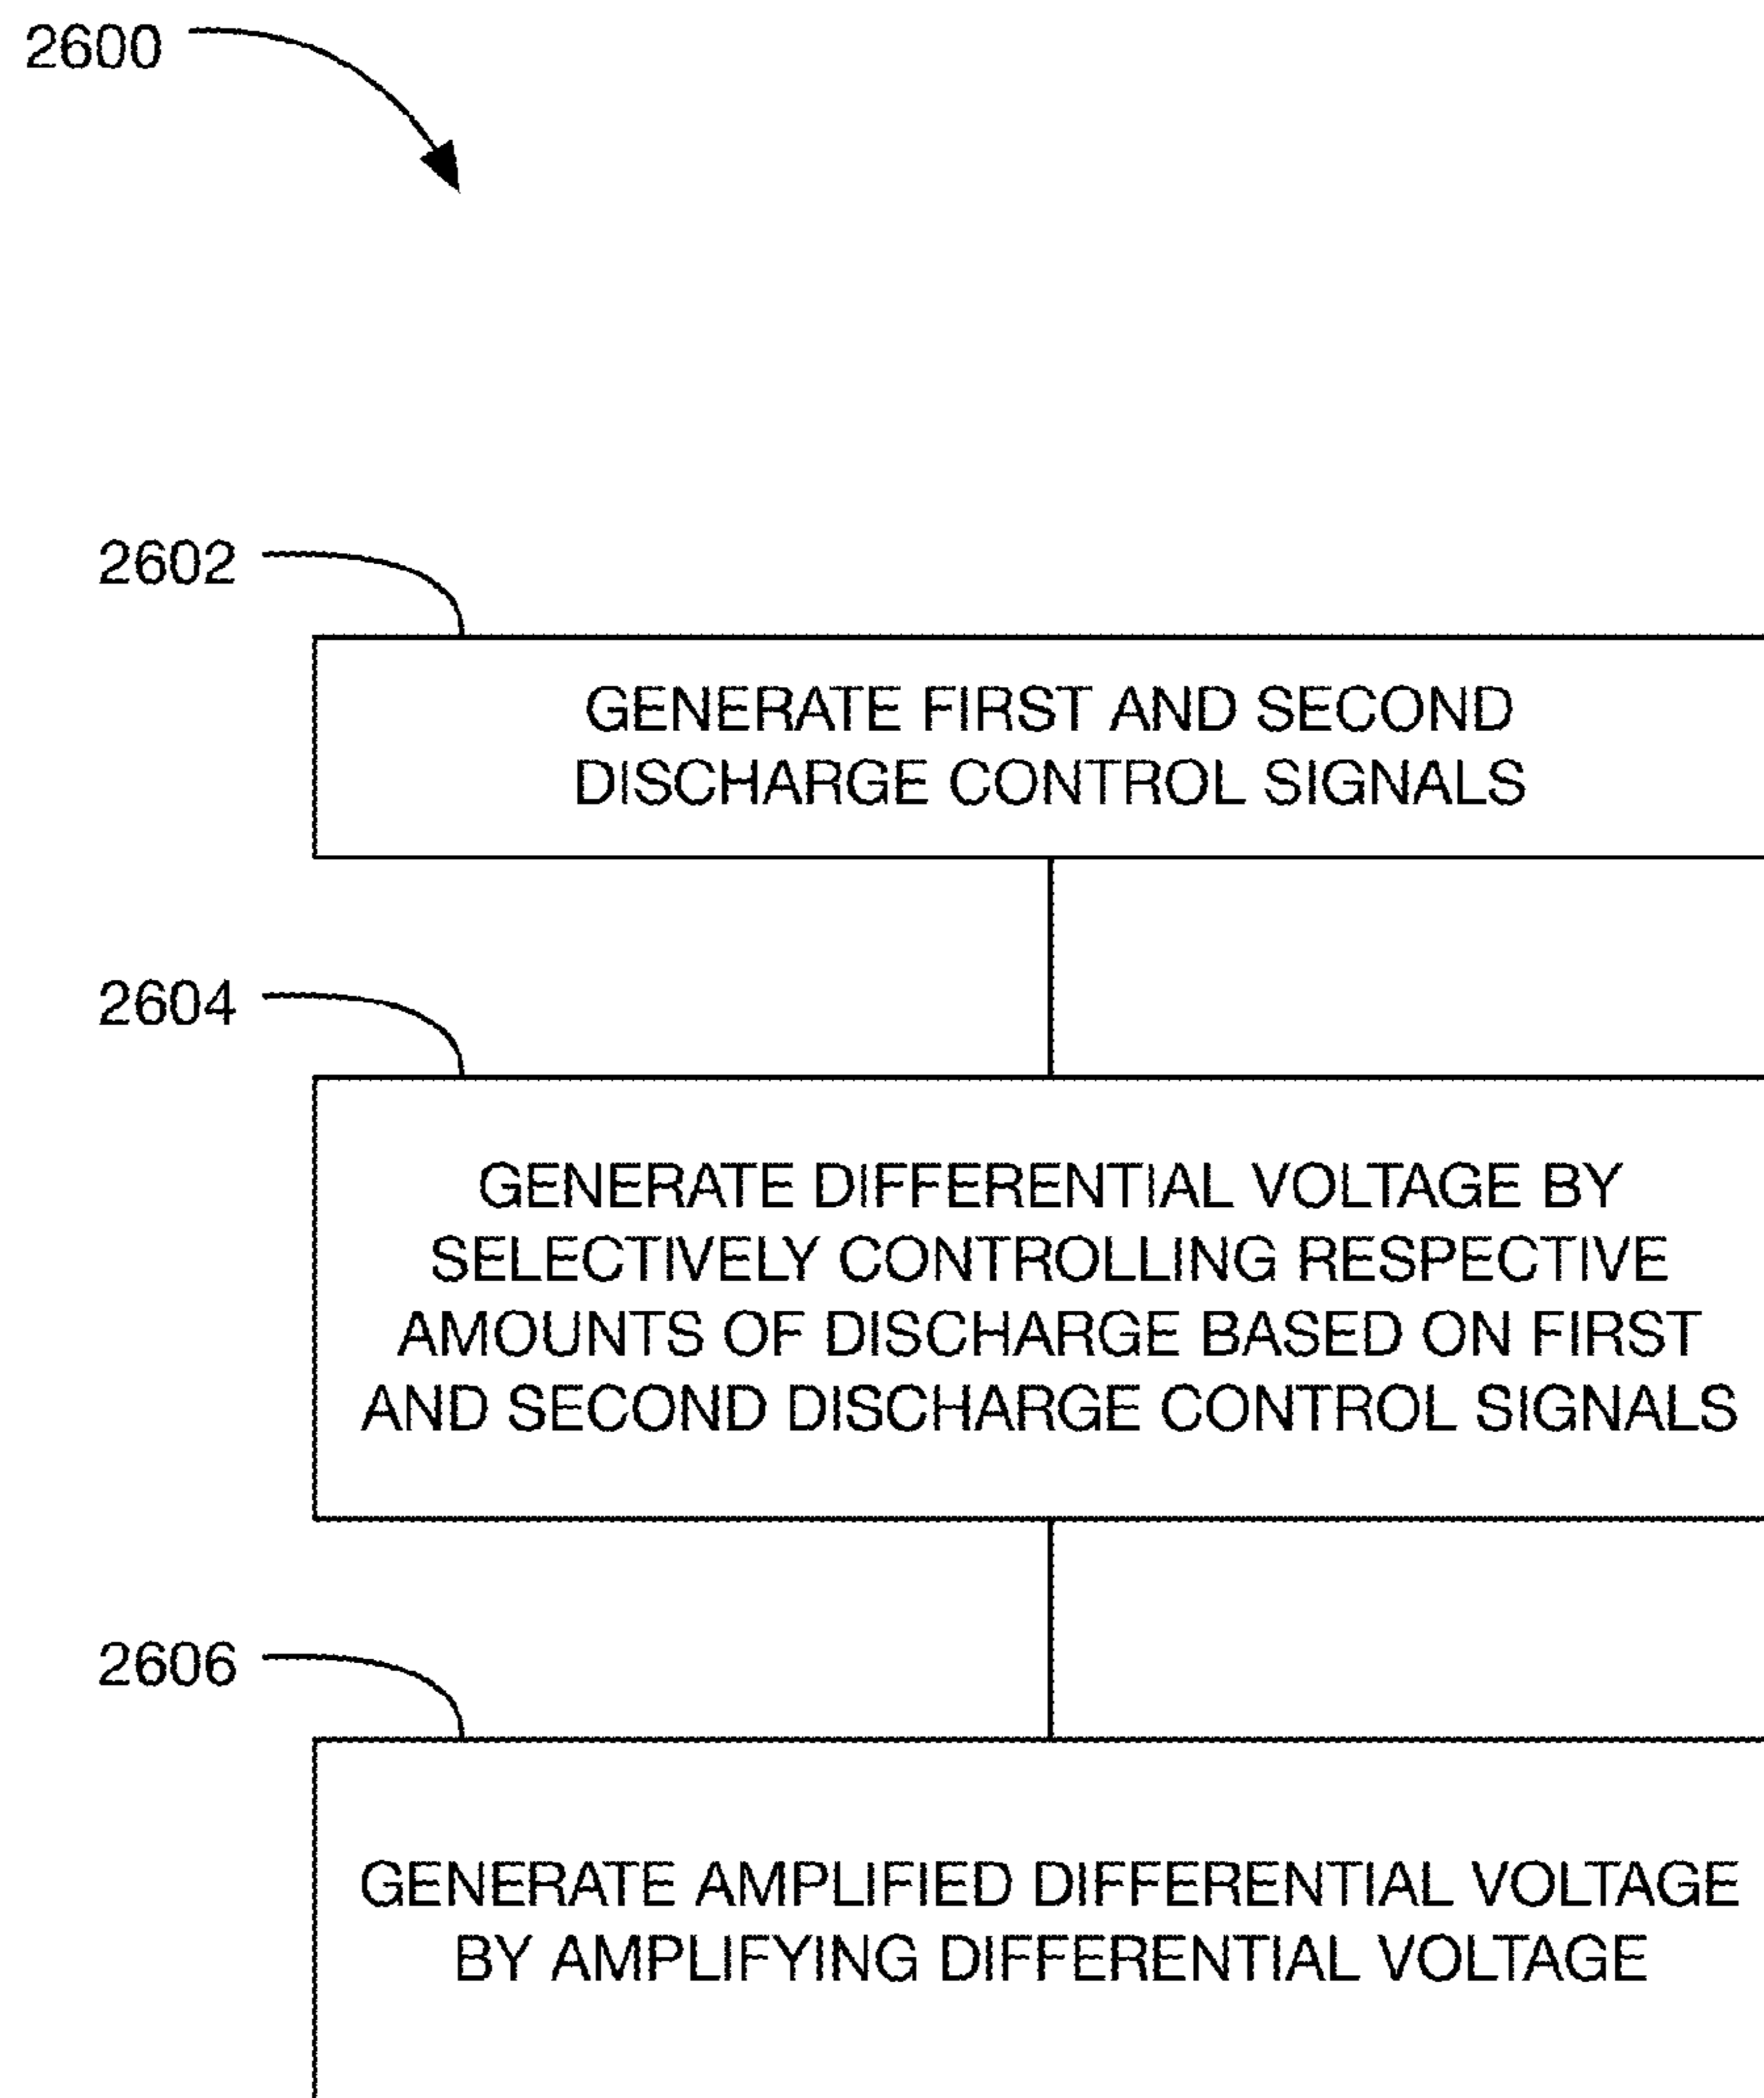 2600
2602
GENERATE FIRST AND SECOND
DISCHARGE CONTROL SIGNALS
2604
GENERATE DIFFERENTIAL VOLTAGE BY
SELECTIVELY CONTROLLING RESPECTIVE
AMOUNTS OF DISCHARGE BASED ON FIRST
AND SECOND DISCHARGE CONTROL SIGNALS
2606
GENERATE AMPLIFIED DIFFERENTIAL VOLTAGE
BY AMPLIFYING DIFFERENTIAL VOLTAGE